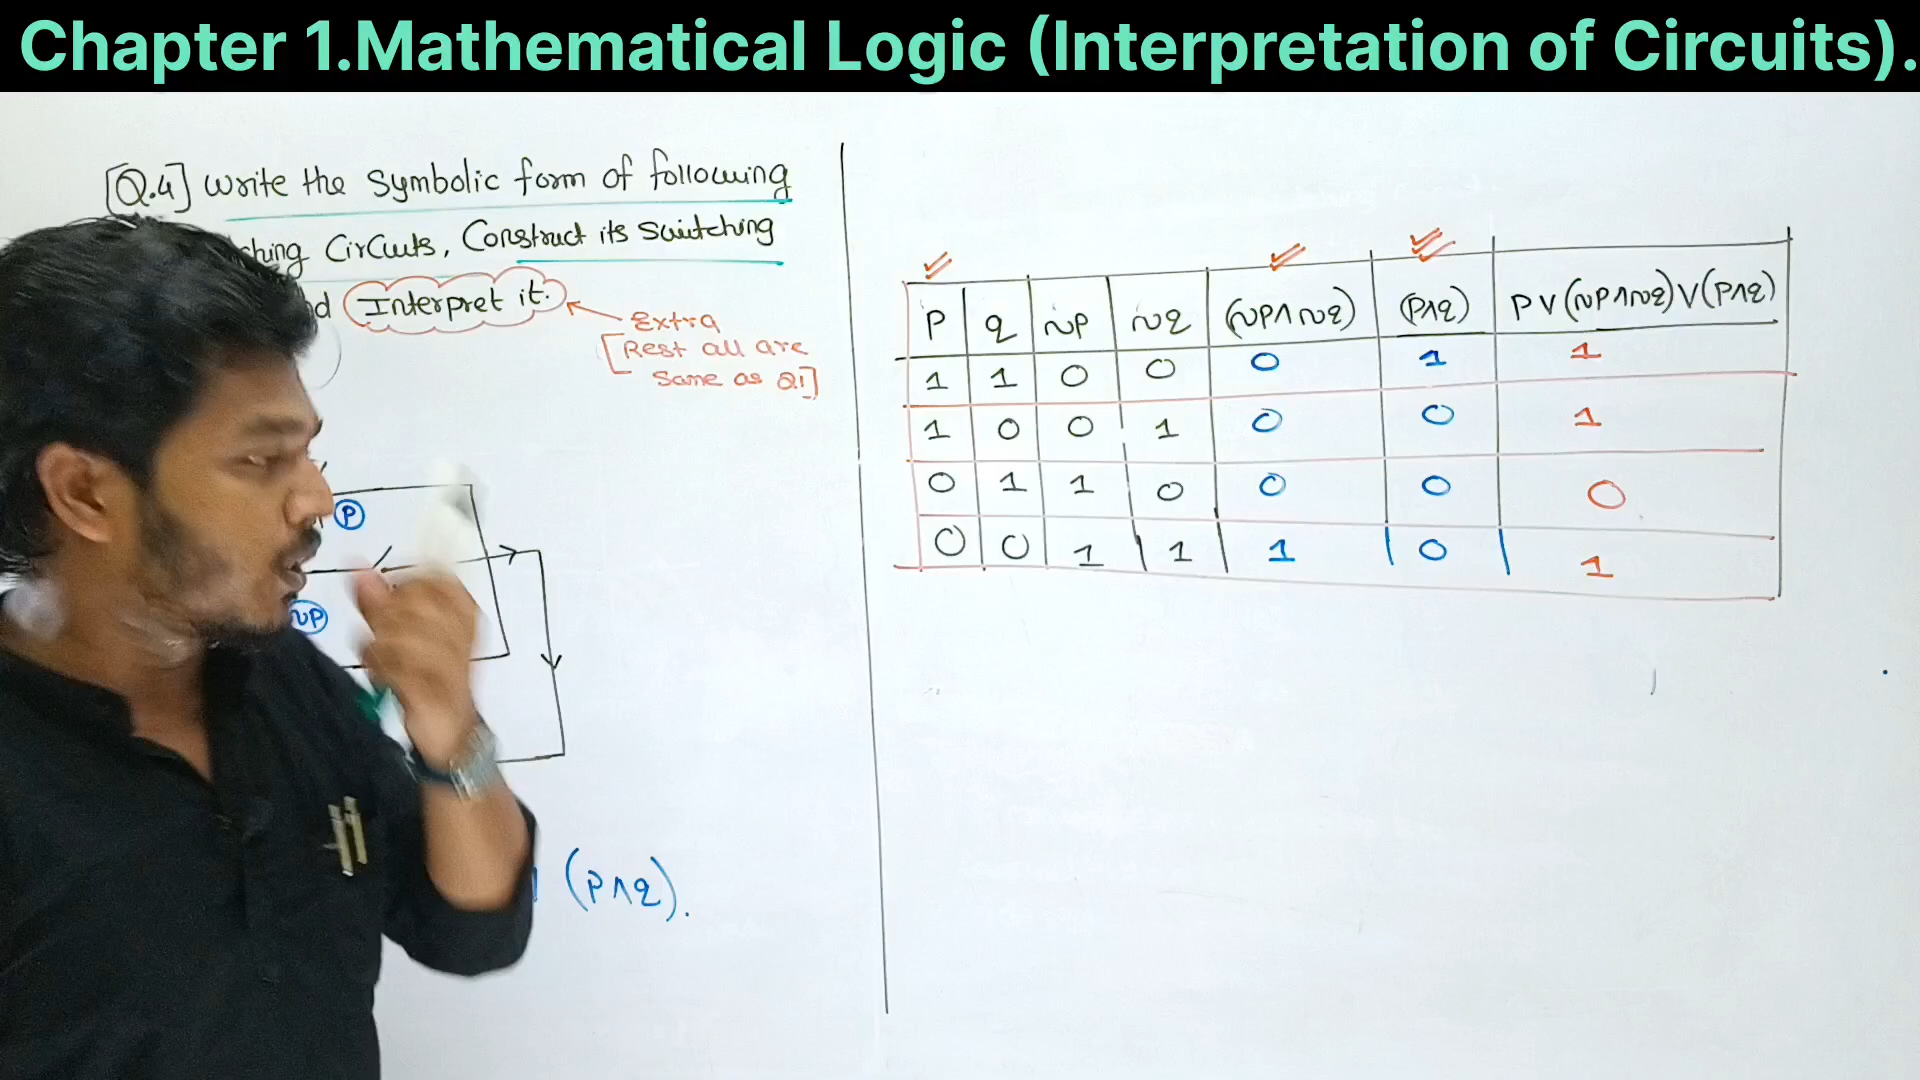 Chapter 1.Mathematical Logic (Interpretation of Circuits).
[Q.4] write the symbolic form of following
ching Circuits, Construct its switching
d Interpret it.
Extra
[Rest all are
same as Q1]
P
~P
(P∧q).
P q ~P ~q (~P∧~q) (P∧q) P∨(~P∧~q)∨(P∧q)
1 1 0 0 0 1 1
1 0 0 1 0 0 1
0 1 1 0 0 0 0
0 0 1 1 1 0 1